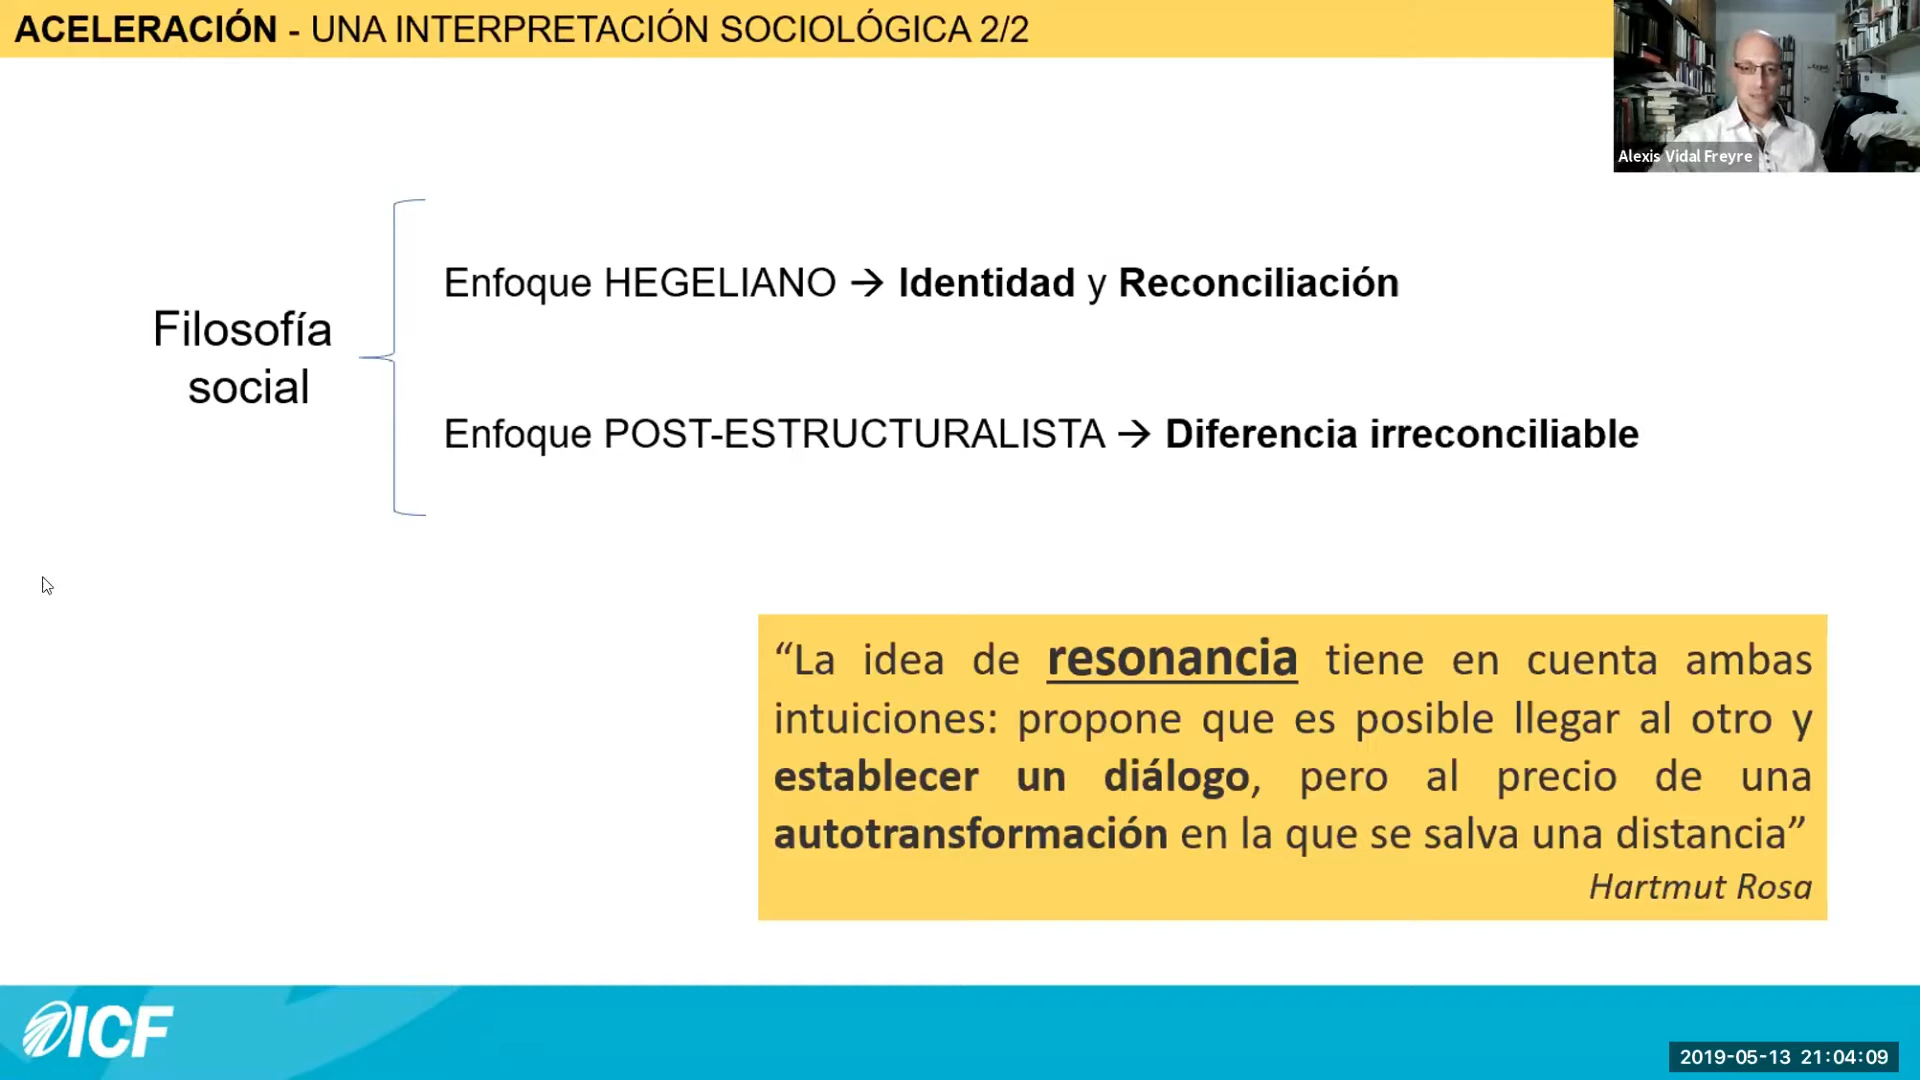 ACELERACIÓN - UNA INTERPRETACIÓN SOCIOLÓGICA 2/2
Alexis Vidal Freyre
Filosofía
social
Enfoque HEGELIANO → Identidad y Reconciliación
Enfoque POST-ESTRUCTURALISTA → Diferencia irreconciliable
“La idea de resonancia tiene en cuenta ambas
intuiciones: propone que es posible llegar al otro y
establecer un diálogo, pero al precio de una
autotransformación en la que se salva una distancia”
Hartmut Rosa
ICF
2019-05-13 21:04:09